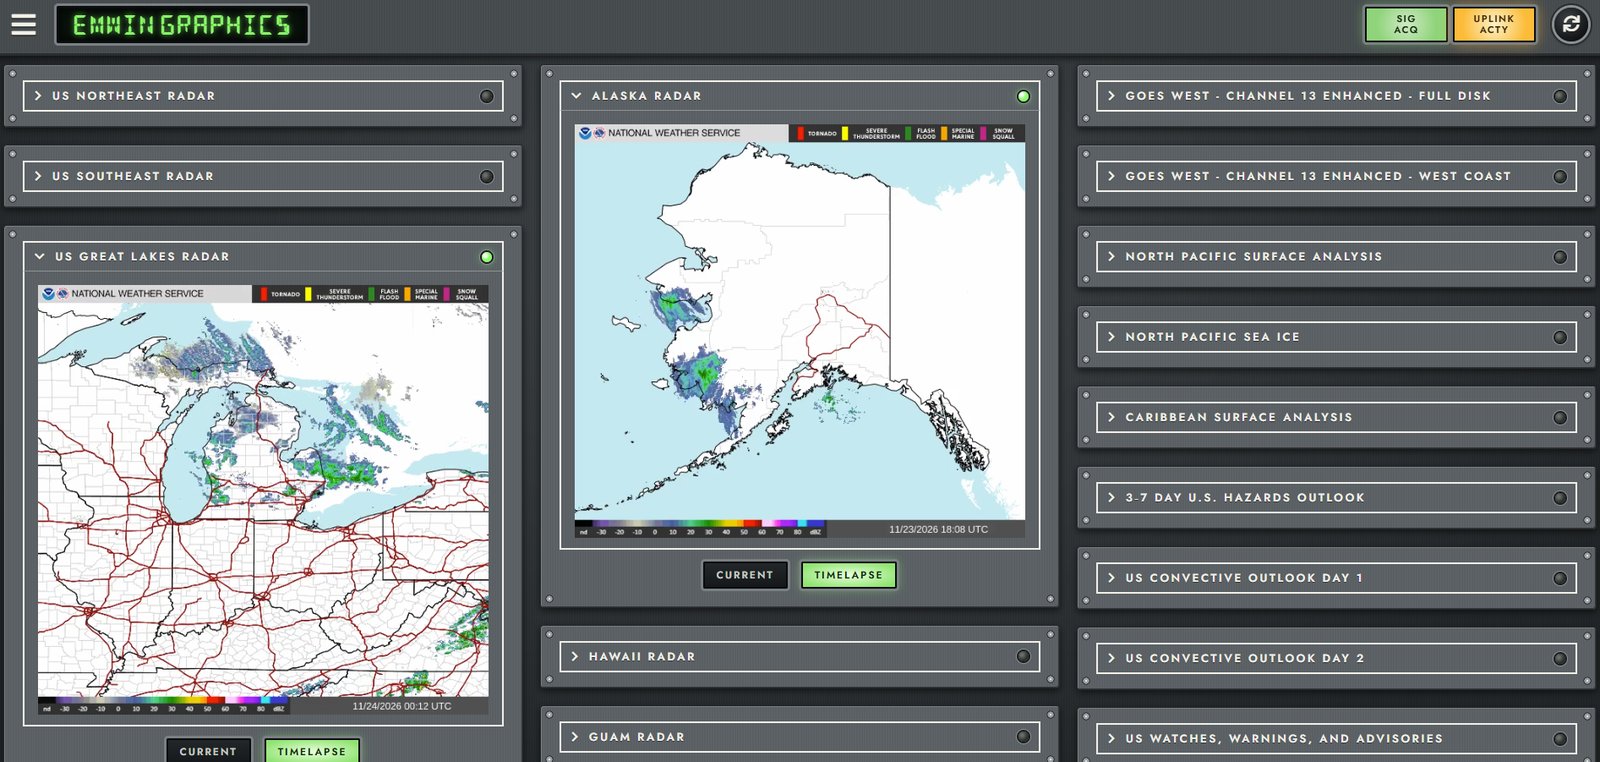 EMWIN GRAPHICS
SIG
ACQ
UPLINK
ACTY
US NORTHEAST RADAR
US SOUTHEAST RADAR
US GREAT LAKES RADAR
NATIONAL WEATHER SERVICE
TORNADO
SEVERE
THUNDERSTORM
FLASH
FLOOD
SPECIAL
MARINE
SNOW
SQUALL
nd -30 -20 -10 0 10 20 30 40 50 60 70 80 dBZ
11/24/2026 00:12 UTC
CURRENT
TIMELAPSE
ALASKA RADAR
NATIONAL WEATHER SERVICE
TORNADO
SEVERE
THUNDERSTORM
FLASH
FLOOD
SPECIAL
MARINE
SNOW
SQUALL
nd -30 -20 -10 0 10 20 30 40 50 60 70 80 dBZ
11/23/2026 18:08 UTC
CURRENT
TIMELAPSE
HAWAII RADAR
GUAM RADAR
GOES WEST - CHANNEL 13 ENHANCED - FULL DISK
GOES WEST - CHANNEL 13 ENHANCED - WEST COAST
NORTH PACIFIC SURFACE ANALYSIS
NORTH PACIFIC SEA ICE
CARIBBEAN SURFACE ANALYSIS
3-7 DAY U.S. HAZARDS OUTLOOK
US CONVECTIVE OUTLOOK DAY 1
US CONVECTIVE OUTLOOK DAY 2
US WATCHES, WARNINGS, AND ADVISORIES